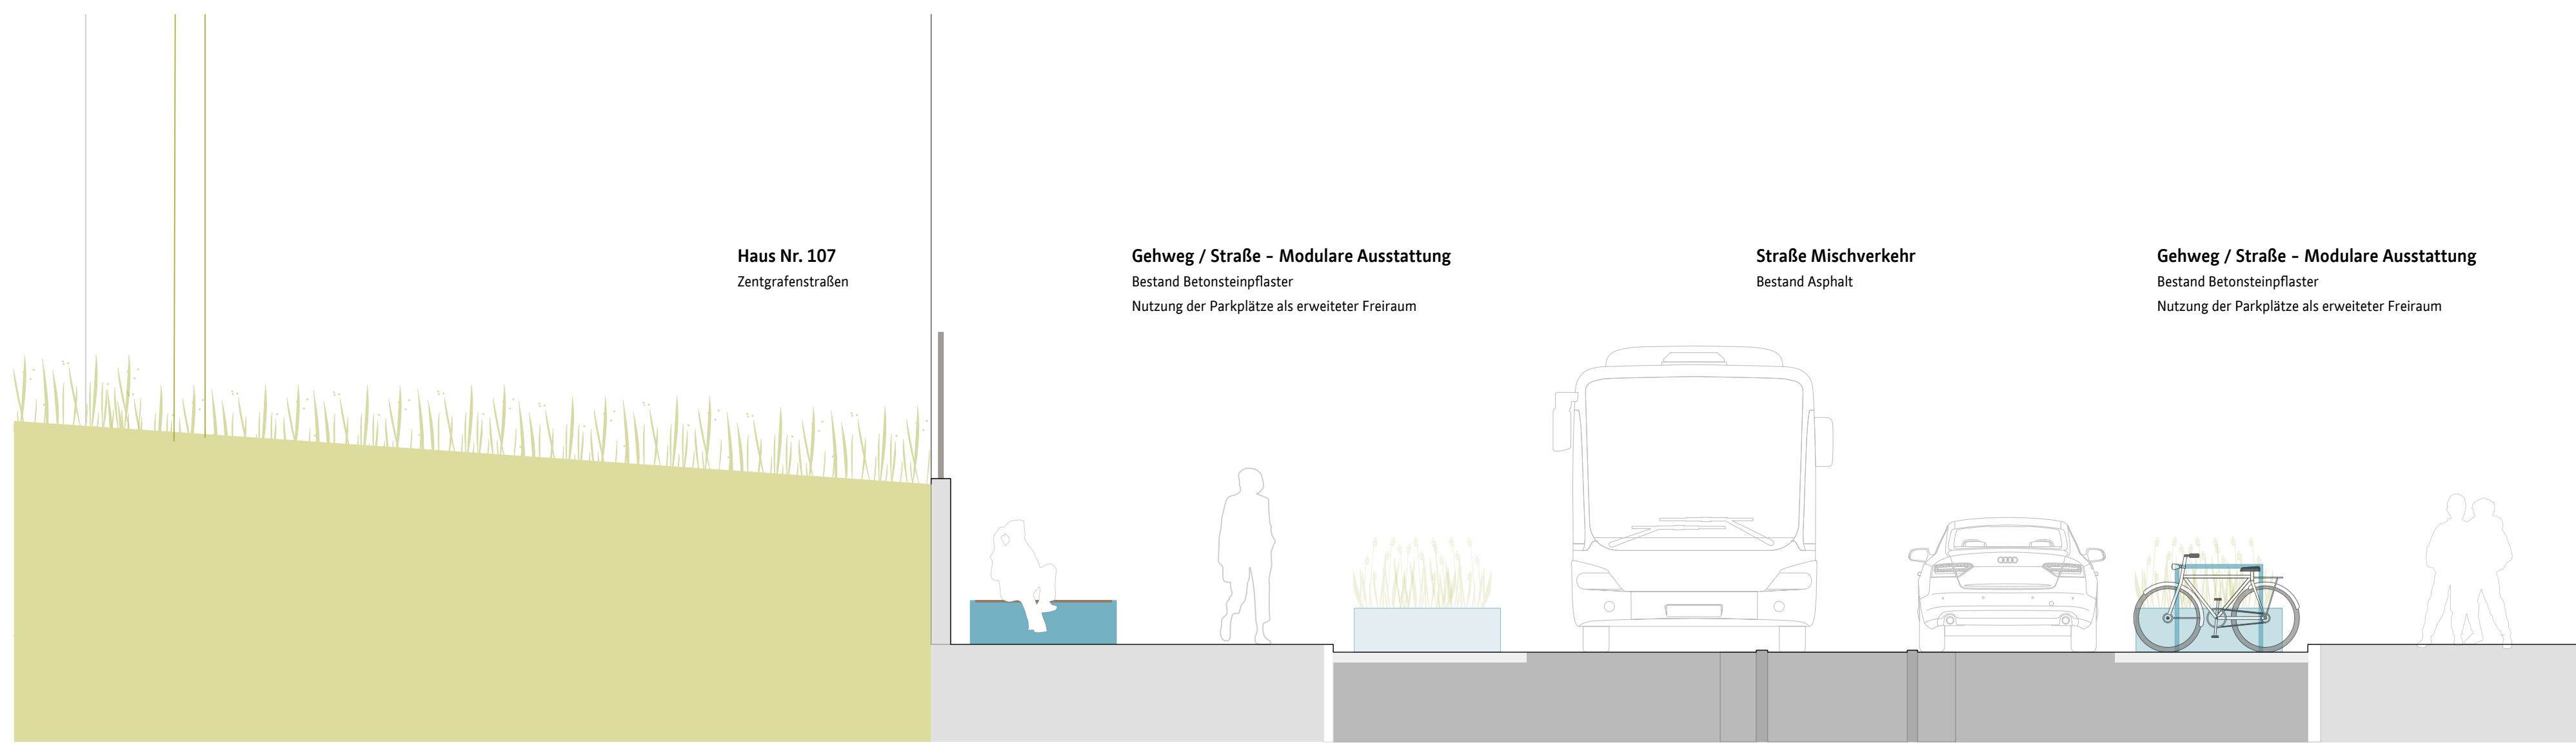 Haus Nr. 107
Zentgrafenstraßen
Gehweg / Straße - Modulare Ausstattung
Bestand Betonsteinpflaster
Nutzung der Parkplätze als erweiteter Freiraum
Straße Mischverkehr
Bestand Asphalt
Gehweg / Straße - Modulare Ausstattung
Bestand Betonsteinpflaster
Nutzung der Parkplätze als erweiteter Freiraum